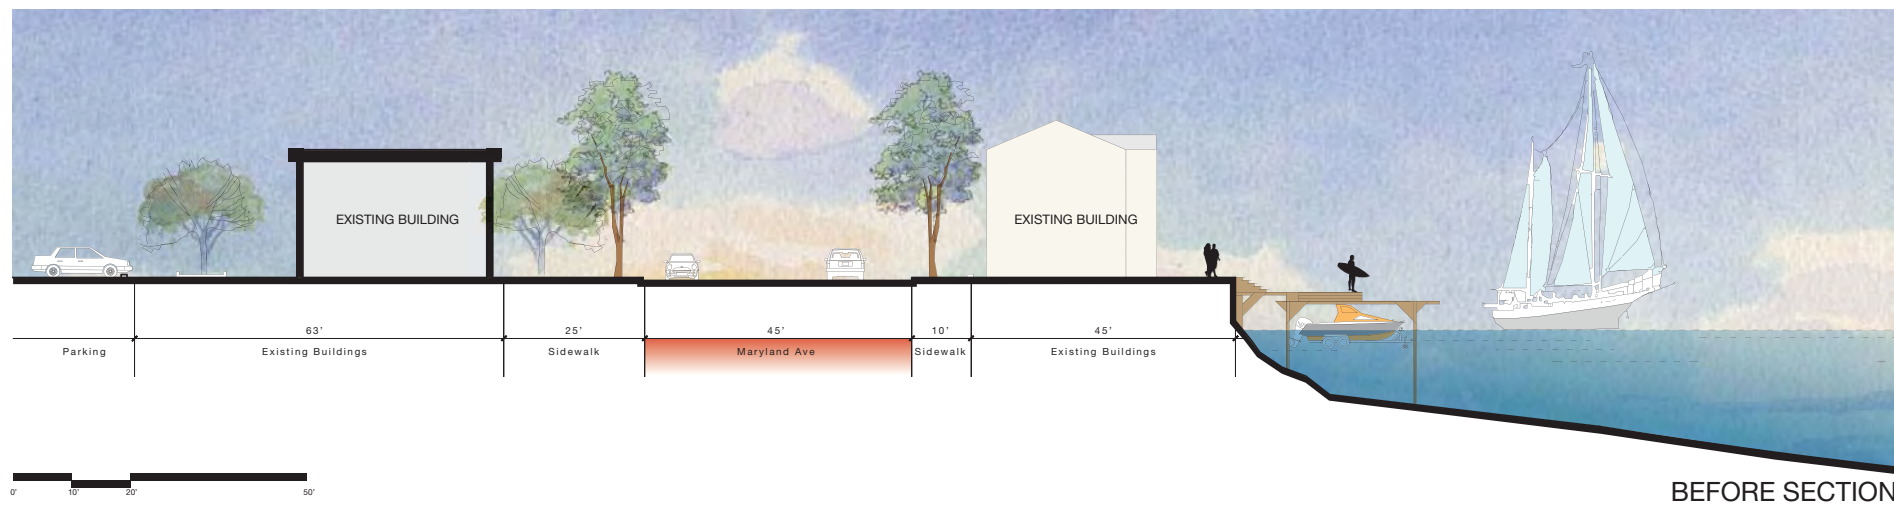 EXISTING BUILDING
EXISTING BUILDING
63' 25' 45' 10' 45'
Parking Existing Buildings Sidewalk Maryland Ave Sidewalk Existing Buildings
0' 10' 20' 50'
BEFORE SECTION